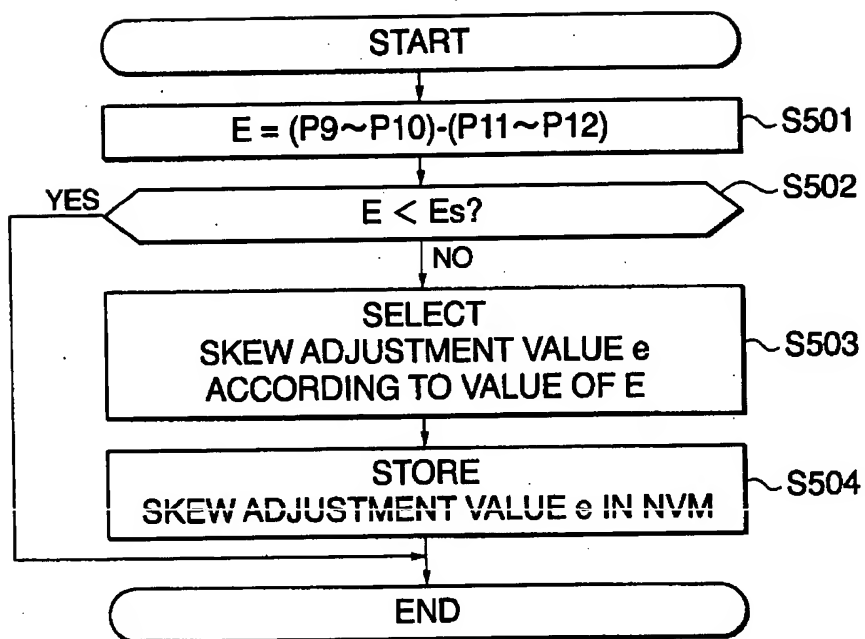 START
E = (P9~P10)-(P11~P12)
S501
S502
YES
E < Es?
NO
SELECT
SKEW ADJUSTMENT VALUE e
ACCORDING TO VALUE OF E
S503
STORE
SKEW ADJUSTMENT VALUE e IN NVM
S504
END